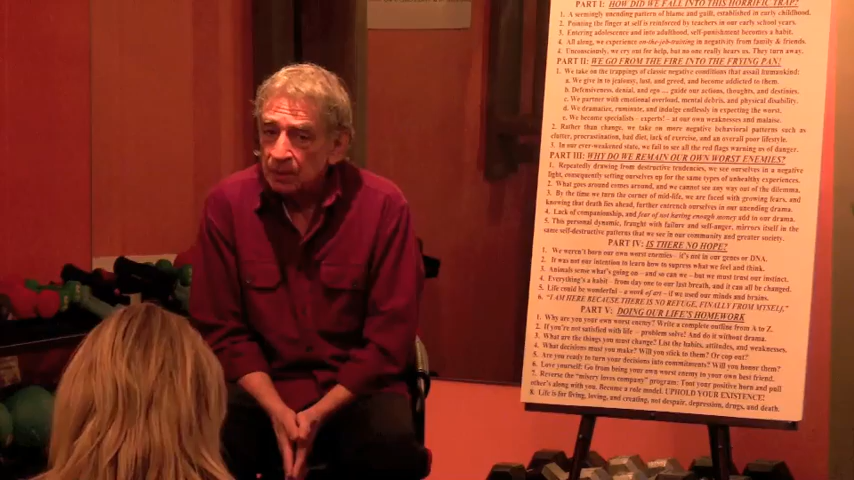 PART I: HOW DID WE FALL INTO THIS HORRIFIC TRAP?
1. A seemingly unending pattern of blame and guilt, established in early childhood.
2. Pointing the finger at self is reinforced by teachers in our early school years.
3. Entering adolescence and into adulthood, self-punishment becomes a habit.
4. All along, we experience on-the-job-training in negativity from family & friends.
5. Unconsciously, we cry out for help, but no one really hears us. They turn away.
PART II: WE GO FROM THE FIRE INTO THE FRYING PAN!
1. We take on the trappings of classic negative conditions that assail humankind:
a. We give in to jealousy, lust, and greed, and become addicted to them.
b. Defensiveness, denial, and ego ... guide our actions, thoughts, and destinies.
c. We partner with emotional overload, mental debris, and physical disability.
d. We dramatize, ruminate, and indulge endlessly in expecting the worst.
e. We become specialists – experts! – at our own weaknesses and malaise.
2. Rather than change, we take on more negative behavioral patterns such as
clutter, procrastination, bad diet, lack of exercise, and an overall poor lifestyle.
3. In our ever-weakened state, we fail to see all the red flags warning us of danger.
PART III: WHY DO WE REMAIN OUR OWN WORST ENEMIES?
1. Repeatedly drawing from destructive tendencies, we see ourselves in a negative
light, consequently setting ourselves up for the same types of unhealthy experiences.
2. What goes around comes around, and we cannot see any way out of the dilemma.
3. By the time we turn the corner of mid-life, we are faced with growing fears, and
knowing that death lies ahead, further entrench ourselves in our unending drama.
4. Lack of companionship, and fear of not having enough money add to our drama.
5. This personal dynamic, fraught with failure and self-anger, mirrors itself in the
same self-destructive patterns that we see in our community and greater society.
PART IV: IS THERE NO HOPE?
1. We weren't born our own worst enemies – it's not in our genes or DNA.
2. It was not our intention to learn how to suppress what we feel and think.
3. Animals sense what's going on – and so can we – but we must trust our instinct.
4. Everything's a habit – from day one to our last breath, and it can all be changed.
5. Life could be wonderful – a work of art – if we used our minds and brains.
6. "I AM HERE BECAUSE THERE IS NO REFUGE, FINALLY FROM MYSELF,"
PART V: DOING OUR LIFE'S HOMEWORK
1. Why are you your own worst enemy? Write a complete outline from A to Z.
2. If you're not satisfied with life – problem solve! And do it without drama.
3. What are the things you must change? List the habits, attitudes, and weaknesses.
4. What decisions must you make? Will you stick to them? Or cop out?
5. Are you ready to turn your decisions into commitments? Will you honor them?
6. Love yourself! Go from being your own worst enemy to your own best friend.
7. Reverse the "misery loves company" program: Toot your positive horn and pull
other's along with you. Become a role model. UPHOLD YOUR EXISTENCE!
8. Life is for living, loving, and creating, not despair, depression, drugs, and death.